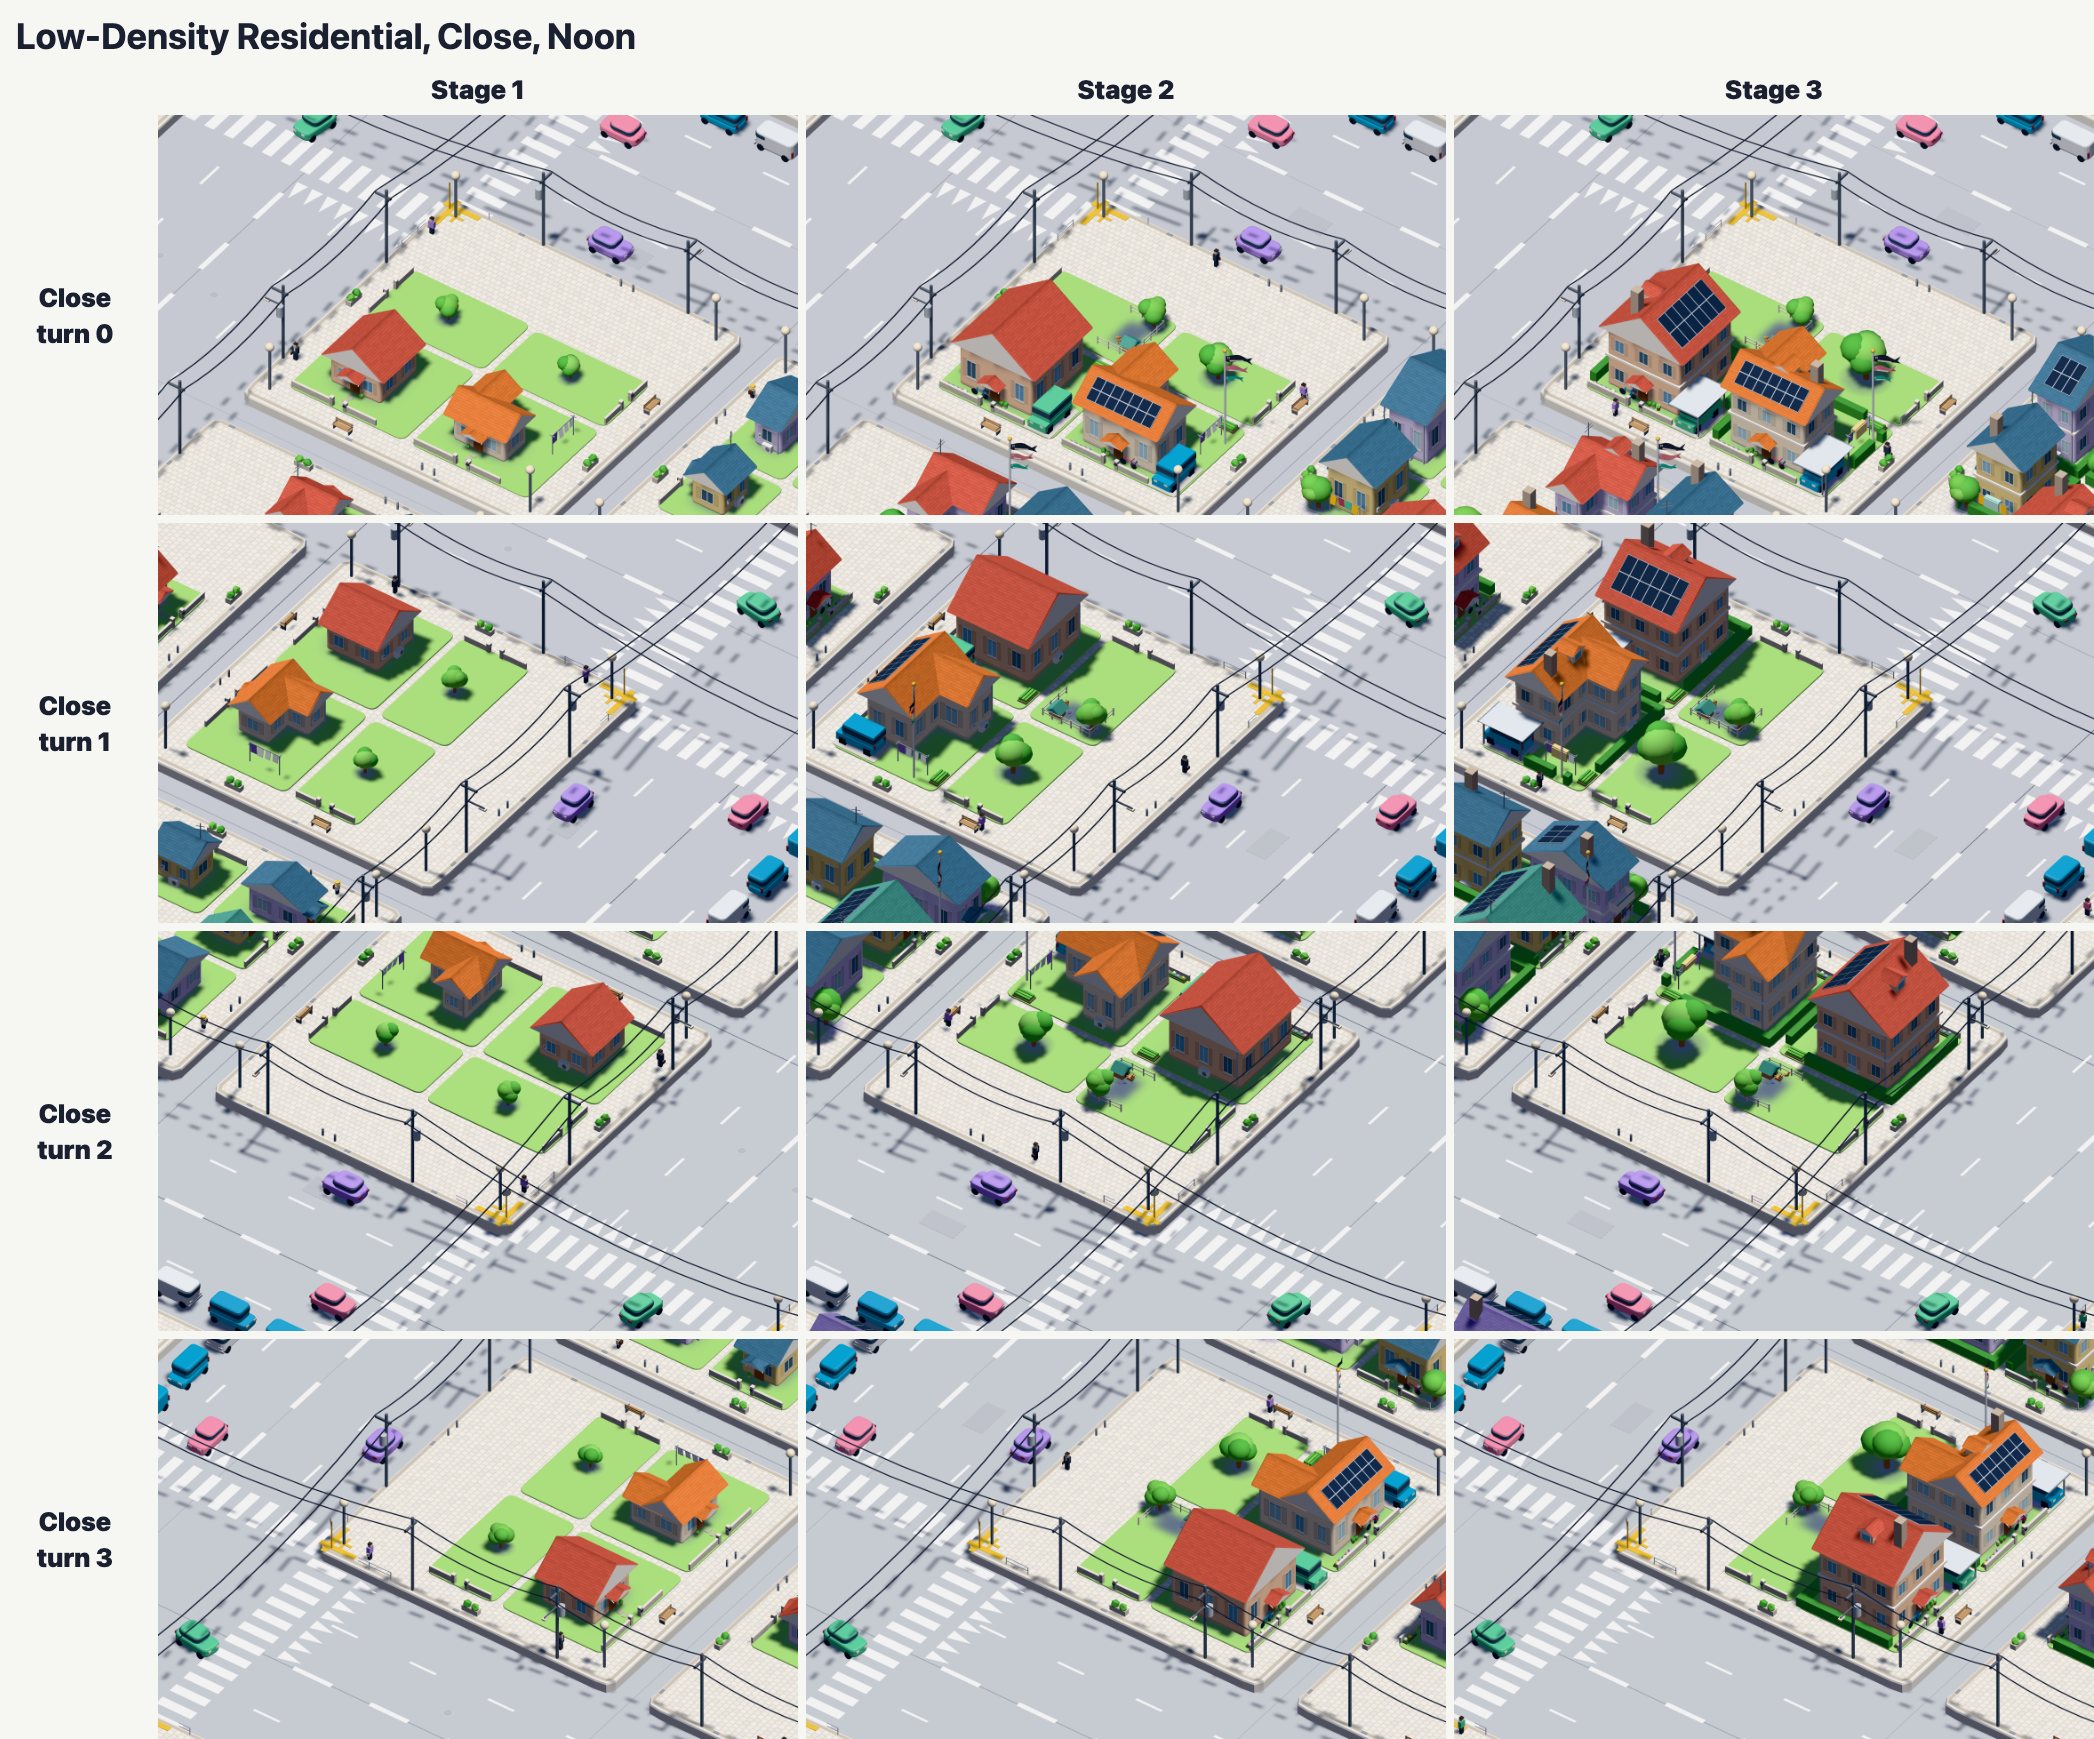 Low-Density Residential, Close, Noon
Stage 1
Stage 2
Stage 3
Close
turn 0
Close
turn 1
Close
turn 2
Close
turn 3